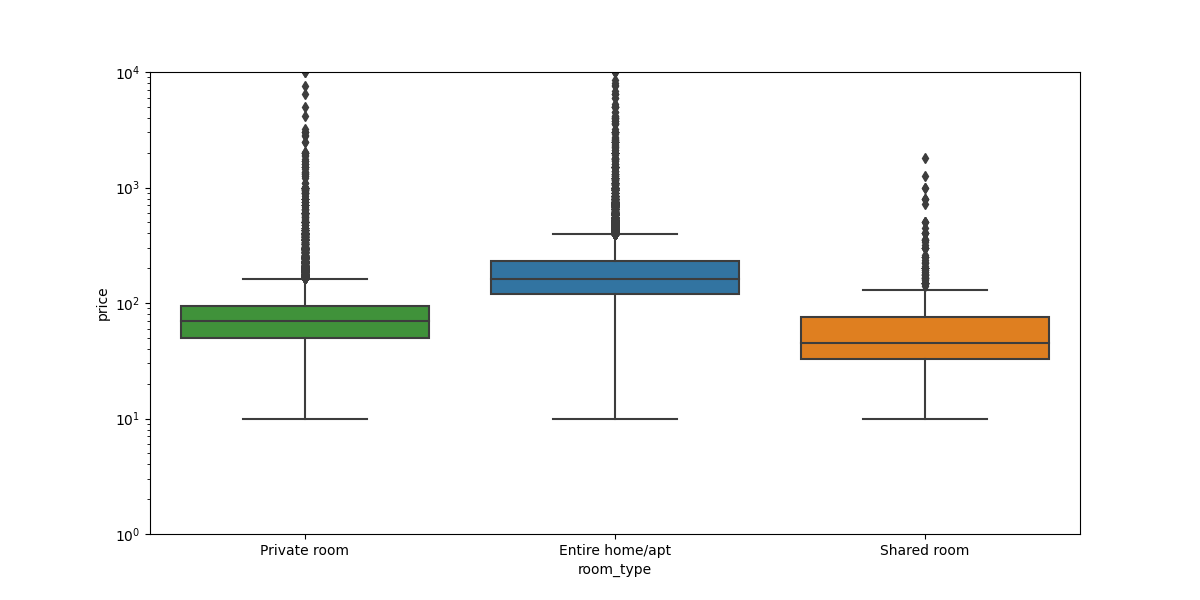 10⁴
10³
10²
10¹
10⁰
price
Private room
Entire home/apt
Shared room
room_type